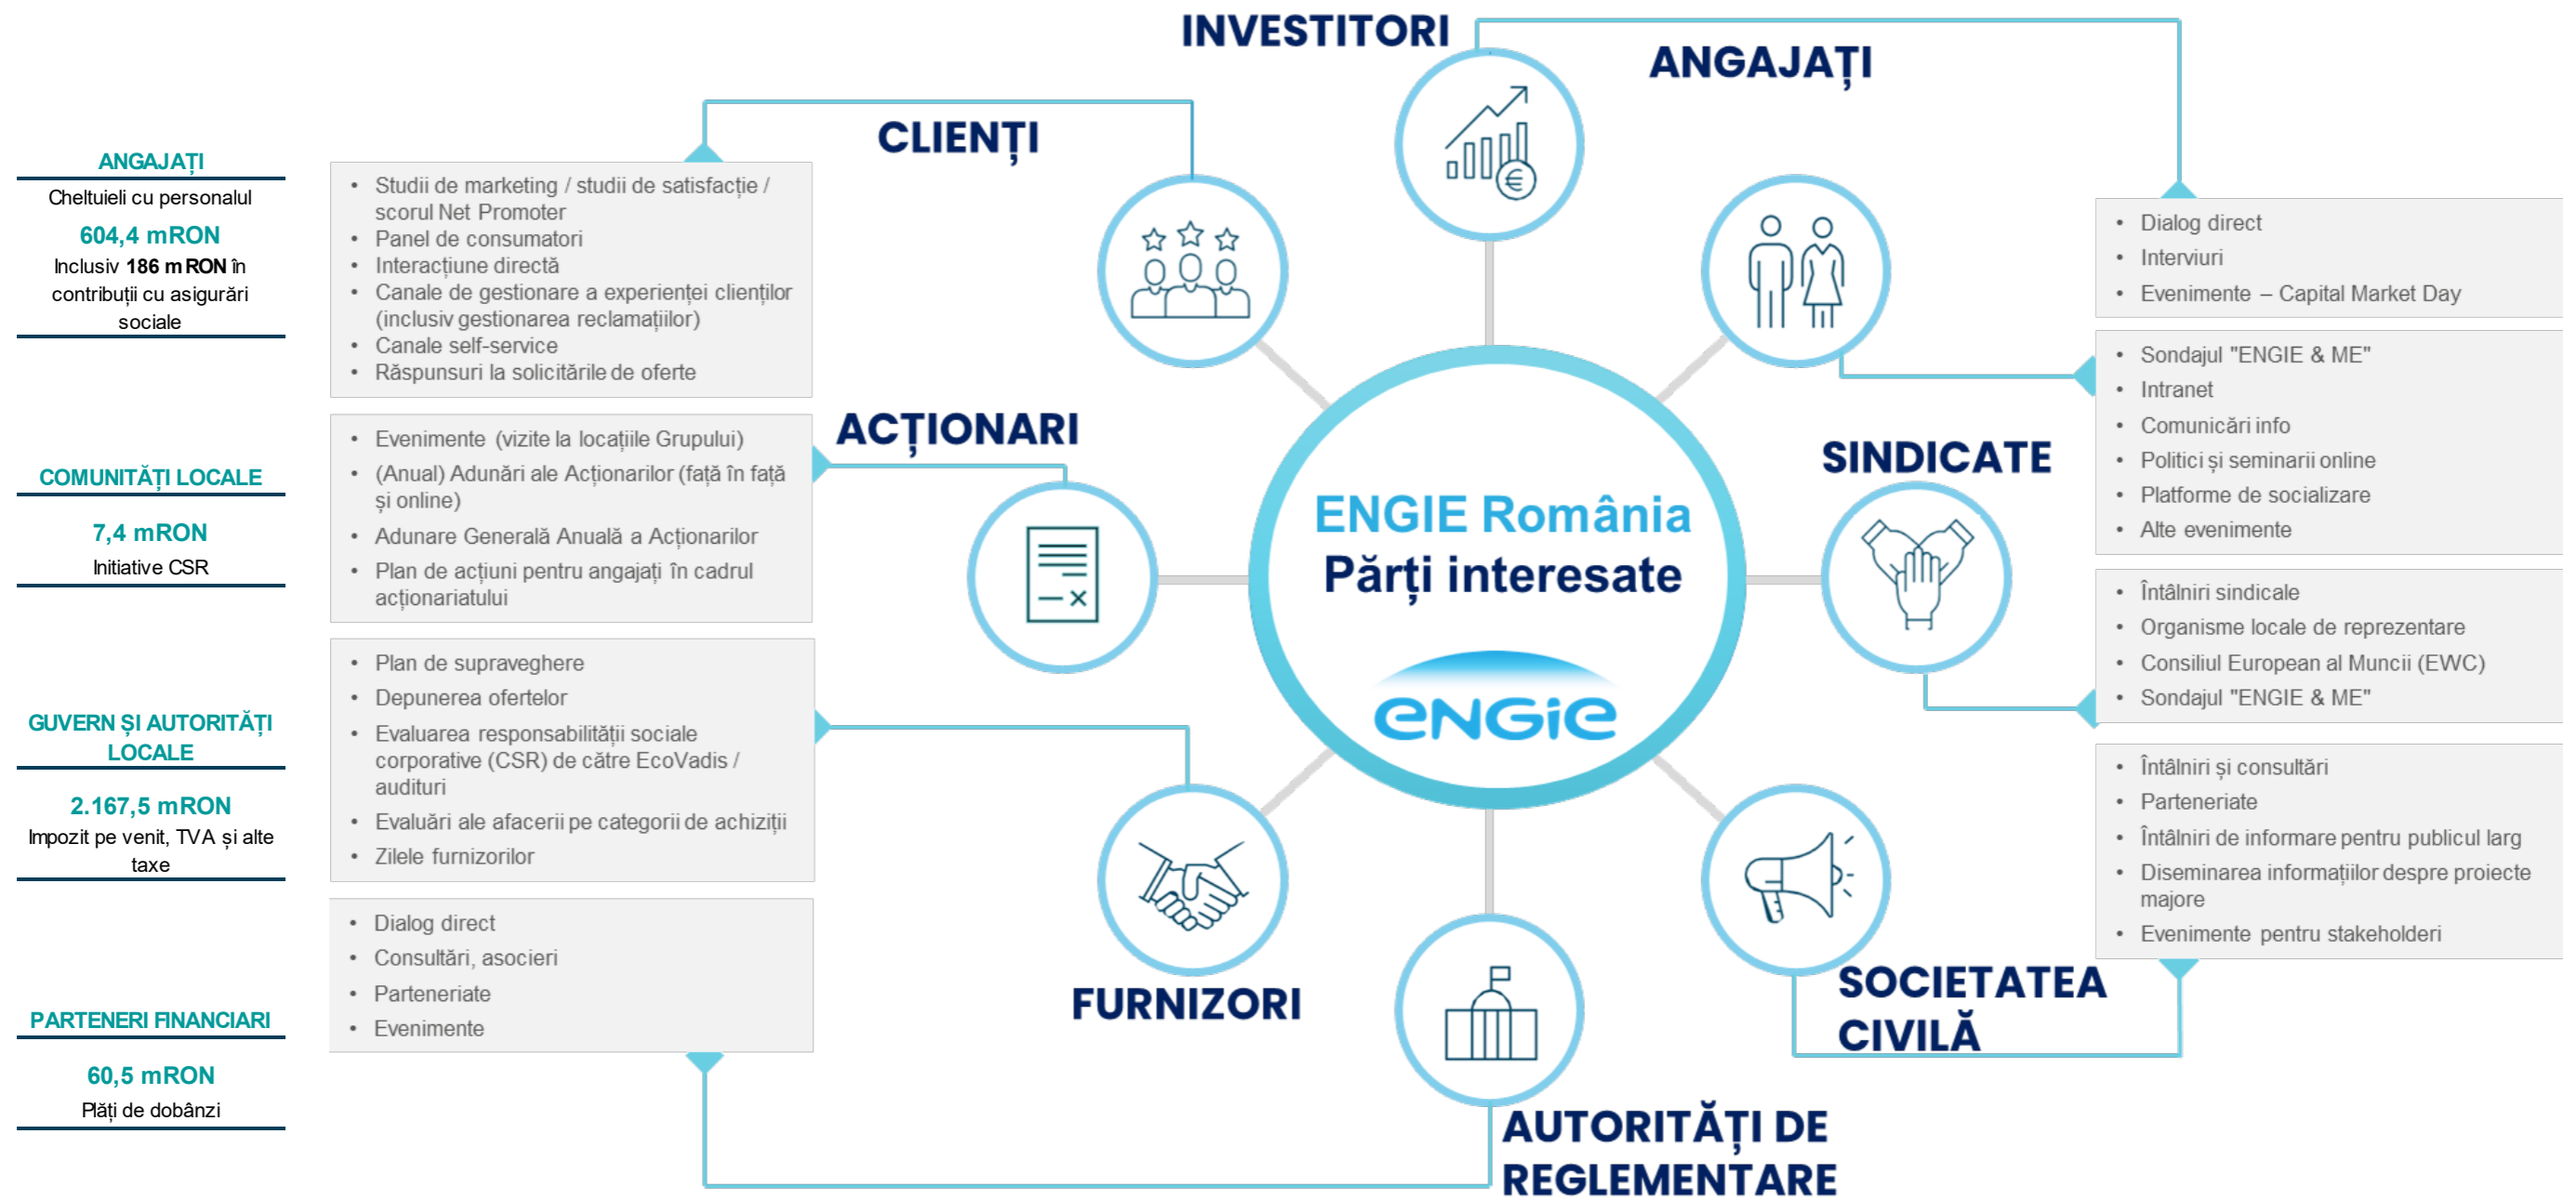 ANGAJAȚI
Cheltuieli cu personalul
604,4 mRON
Inclusiv 186 mRON în
contribuții cu asigurări
sociale
COMUNITĂȚI LOCALE
7,4 mRON
Initiative CSR
GUVERN ȘI AUTORITĂȚI
LOCALE
2.167,5 mRON
Impozit pe venit, TVA și alte
taxe
PARTENERI FINANCIARI
60,5 mRON
Plăți de dobânzi
CLIENȚI
• Studii de marketing / studii de satisfacție /
scorul Net Promoter
• Panel de consumatori
• Interacțiune directă
• Canale de gestionare a experienței clienților
(inclusiv gestionarea reclamațiilor)
• Canale self-service
• Răspunsuri la solicitările de oferte
ACȚIONARI
• Evenimente (vizite la locațiile Grupului)
• (Anual) Adunări ale Acționarilor (față în față
și online)
• Adunare Generală Anuală a Acționarilor
• Plan de acțiuni pentru angajați în cadrul
acționariatului
• Plan de supraveghere
• Depunerea ofertelor
• Evaluarea responsabilității sociale
corporative (CSR) de către EcoVadis /
audituri
• Evaluări ale afacerii pe categorii de achiziții
• Zilele furnizorilor
FURNIZORI
• Dialog direct
• Consultări, asocieri
• Parteneriate
• Evenimente
AUTORITĂȚI DE
REGLEMENTARE
ENGIE România
Părți interesate
ENGIE
INVESTITORI
€
• Dialog direct
• Interviuri
• Evenimente – Capital Market Day
ANGAJAȚI
• Sondajul "ENGIE & ME"
• Intranet
• Comunicări info
• Politici și seminarii online
• Platforme de socializare
• Alte evenimente
SINDICATE
• Întâlniri sindicale
• Organisme locale de reprezentare
• Consiliul European al Muncii (EWC)
• Sondajul "ENGIE & ME"
• Întâlniri și consultări
• Parteneriate
• Întâlniri de informare pentru publicul larg
• Diseminarea informațiilor despre proiecte
majore
• Evenimente pentru stakeholderi
SOCIETATEA
CIVILĂ